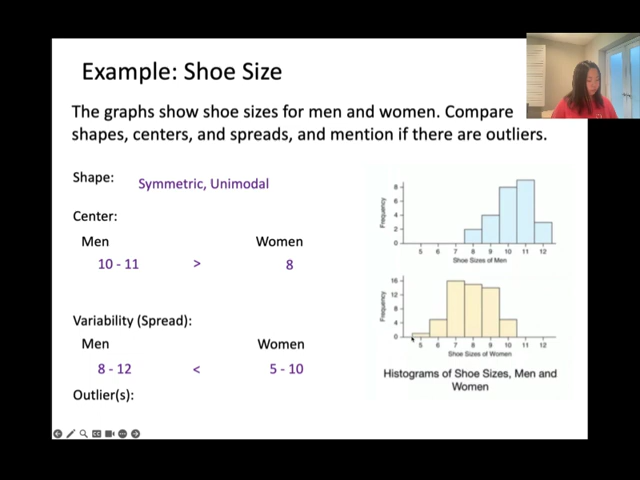 Example: Shoe Size
The graphs show shoe sizes for men and women. Compare
shapes, centers, and spreads, and mention if there are outliers.
Shape:
Symmetric, Unimodal
Center:
Men Women
10 - 11 > 8
Variability (Spread):
Men Women
8 - 12 < 5 - 10
Outlier(s):
Frequency
8
6
4
2
0
5 6 7 8 9 10 11 12
Shoe Sizes of Men
Frequency
16
12
8
4
0
5 6 7 8 9 10 11 12
Shoe Sizes of Women
Histograms of Shoe Sizes, Men and
Women